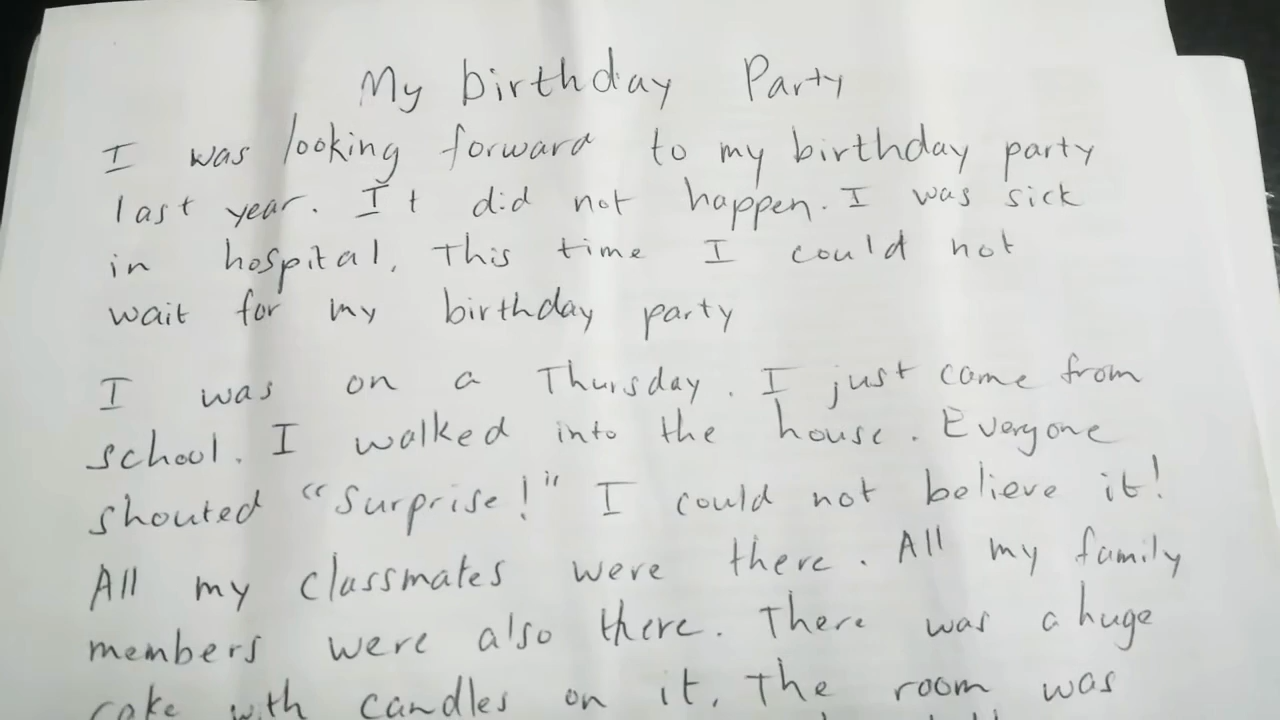 My birthday Party
I was looking forward to my birthday party
last year. It did not happen. I was sick
in hospital. This time I could not
wait for my birthday party
I was on a Thursday. I just came from
school. I walked into the house. Everyone
shouted “Surprise!” I could not believe it!
All my classmates were there. All my family
members were also there. There was a huge
cake with candles on it. The room was